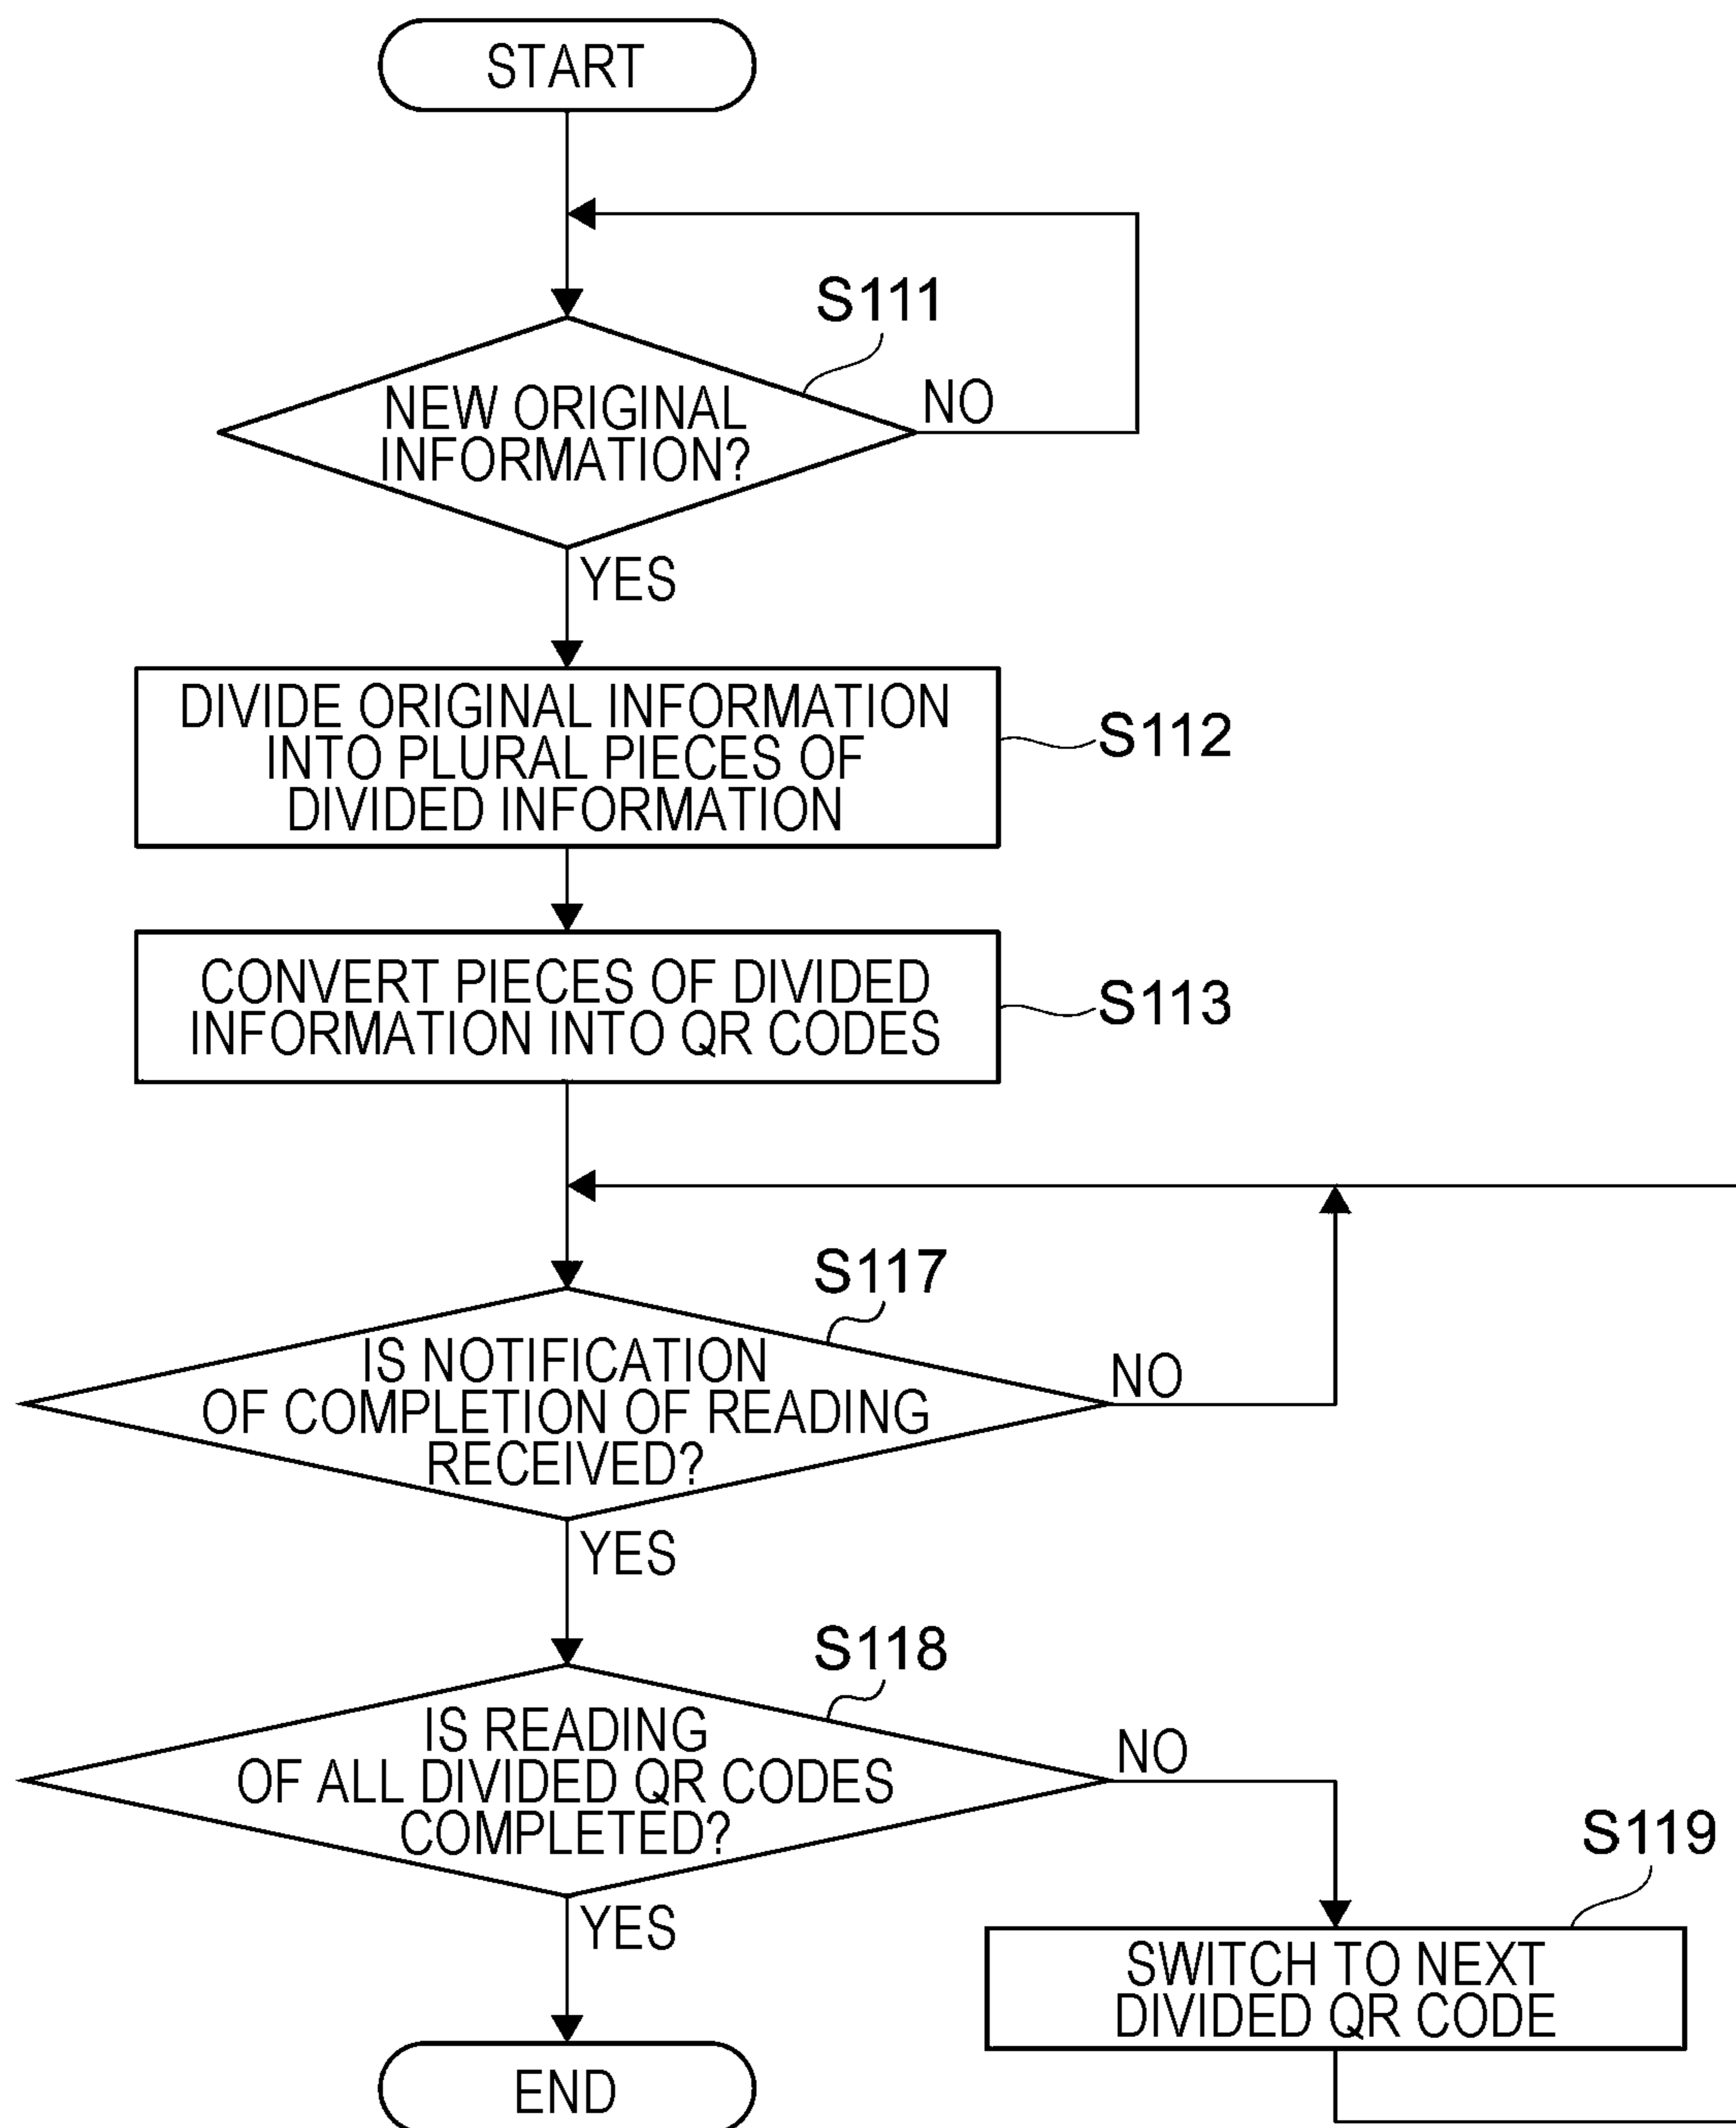 START
S111
NEW ORIGINAL
INFORMATION?
NO
YES
DIVIDE ORIGINAL INFORMATION
INTO PLURAL PIECES OF
DIVIDED INFORMATION
S112
CONVERT PIECES OF DIVIDED
INFORMATION INTO QR CODES
S113
S117
IS NOTIFICATION
OF COMPLETION OF READING
RECEIVED?
NO
YES
S118
IS READING
OF ALL DIVIDED QR CODES
COMPLETED?
NO
YES
S119
SWITCH TO NEXT
DIVIDED QR CODE
END